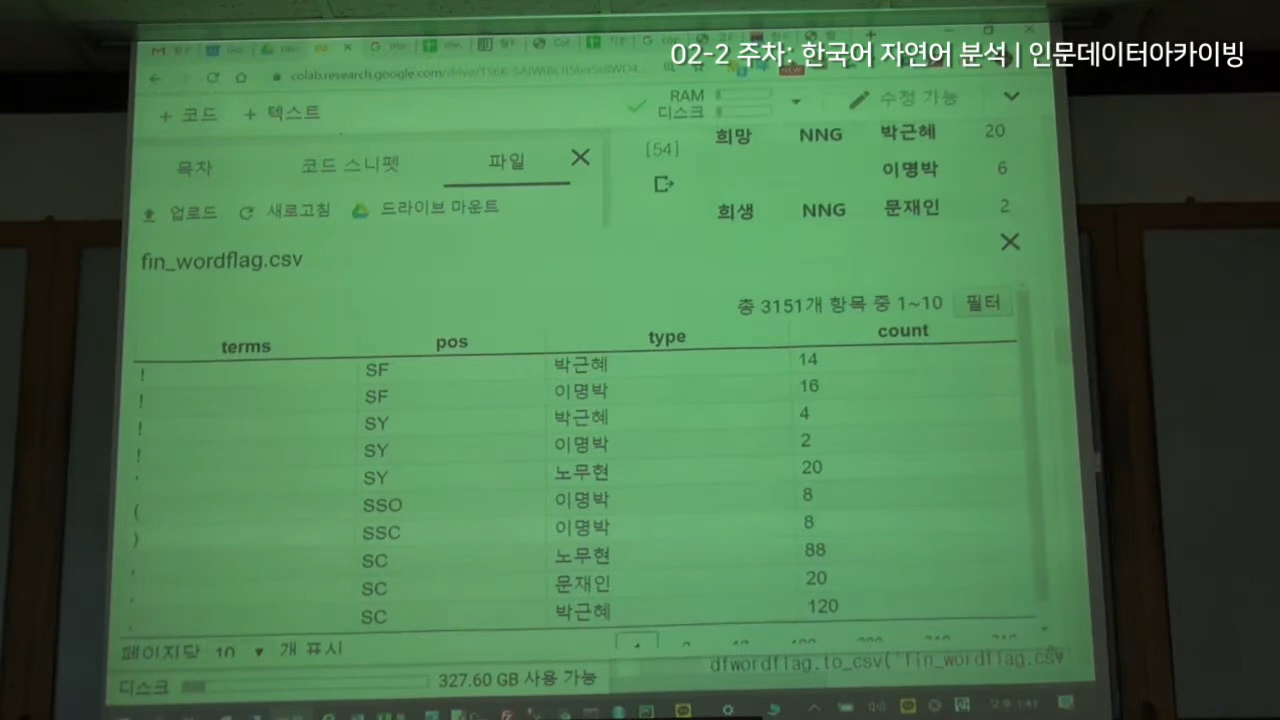 02-2 주차: 한국어 자연어 분석 | 인문데이터아카이빙
+ 코드 + 텍스트
RAM
디스크
수정 가능
목차 코드 스니펫 파일
업로드 새로고침 드라이브 마운트
[54]
희망 NNG 박근혜 20
이명박 6
희생 NNG 문재인 2
fin_wordflag.csv
총 3151개 항목 중 1~10 필터
terms pos type count
! SF 박근혜 14
! SF 이명박 16
! SY 박근혜 4
! SY 이명박 2
' SY 노무현 20
( SSO 이명박 8
) SSC 이명박 8
, SC 노무현 88
, SC 문재인 20
, SC 박근혜 120
페이지당 10 개 표시
dfwordflag.to_csv('fin_wordflag.csv
디스크 327.60 GB 사용 가능
오후 1:41